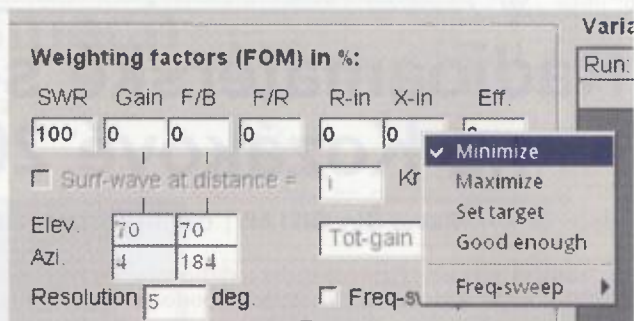 Varia
Weighting factors (FOM) in %:
Run:
SWR Gain F/B F/R R-in X-in Eff.
100 0 0 0 0 0
Surf-wave at distance =
Kr
Minimize
Maximize
Set target
Good enough
Freq-sweep
Elev. 70 70
Azi. 4 184
Tot-gain
Resolution 5 deg.
Freq-sw